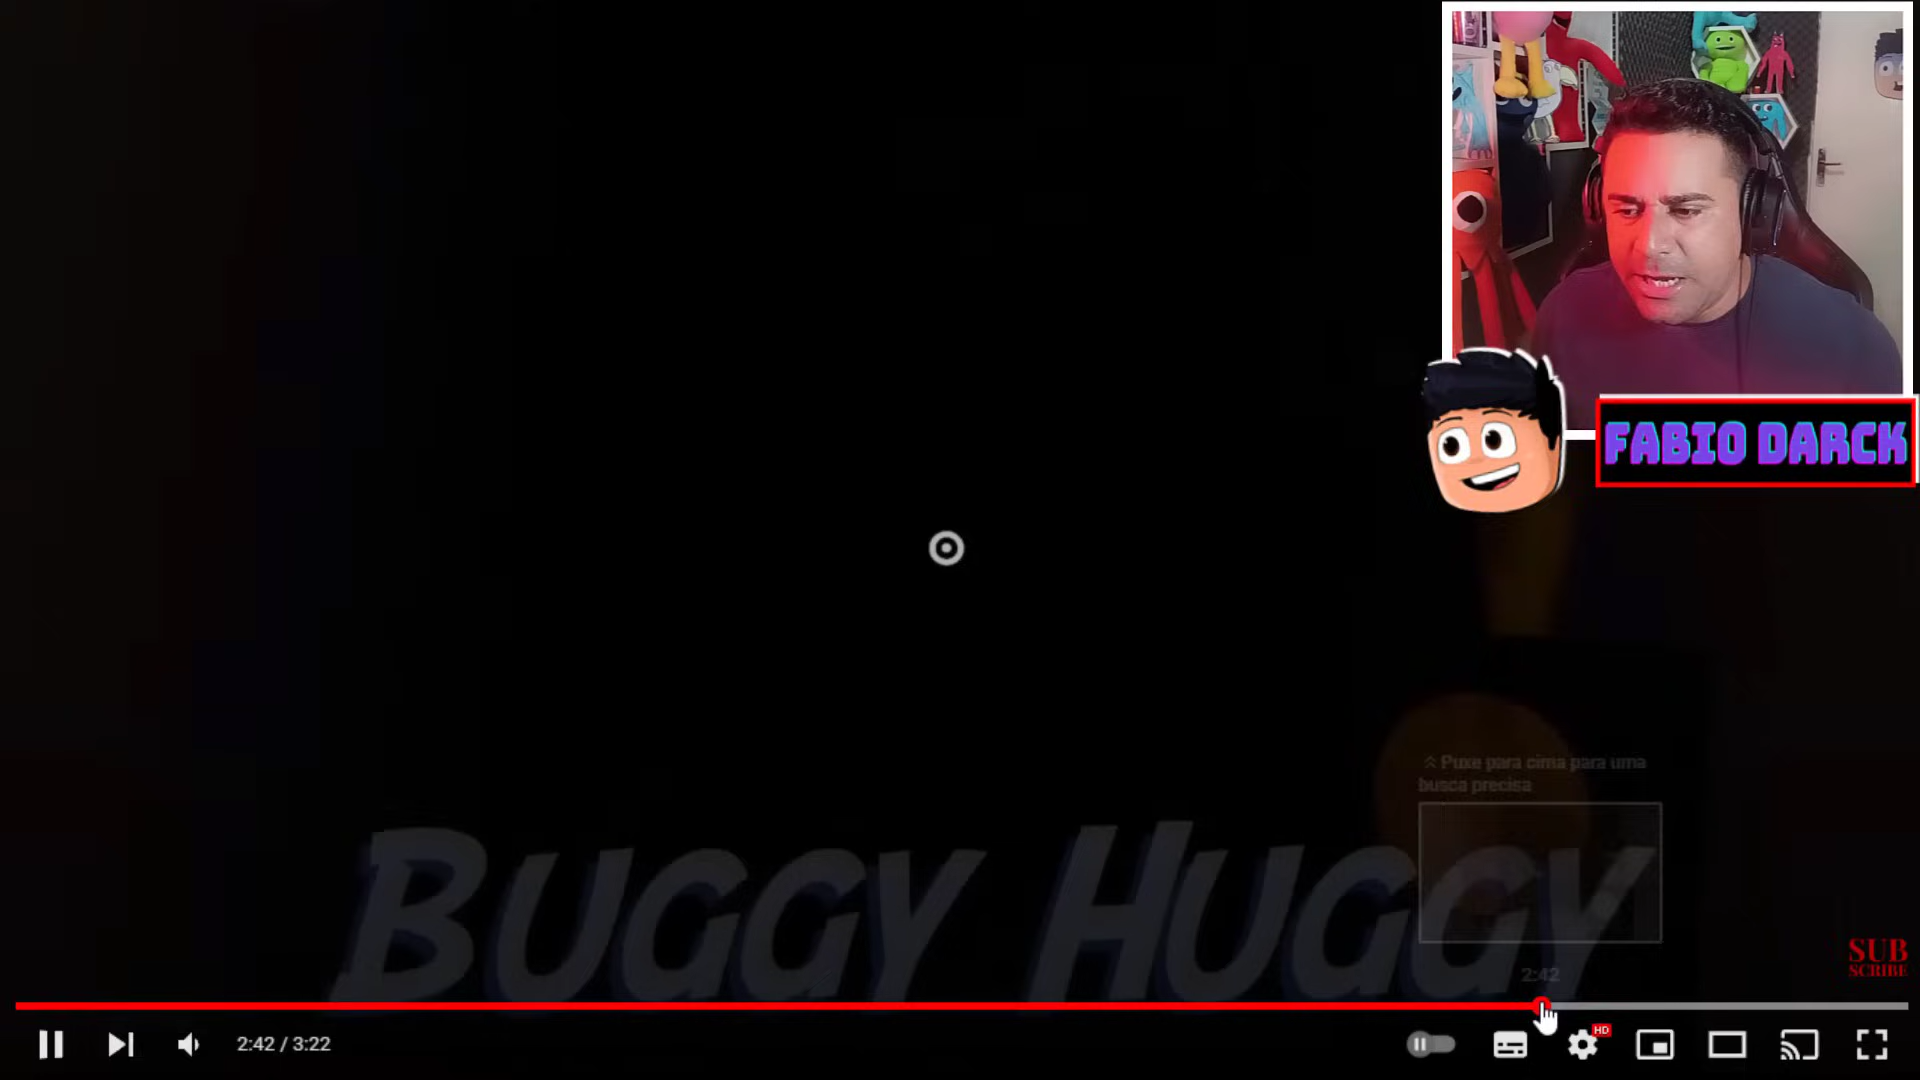 FABIO DARCK
Puxe para cima para uma
busca precisa
BUGGY HUGGY
2:42
SUB
SCRIBE
2:42 / 3:22
HD